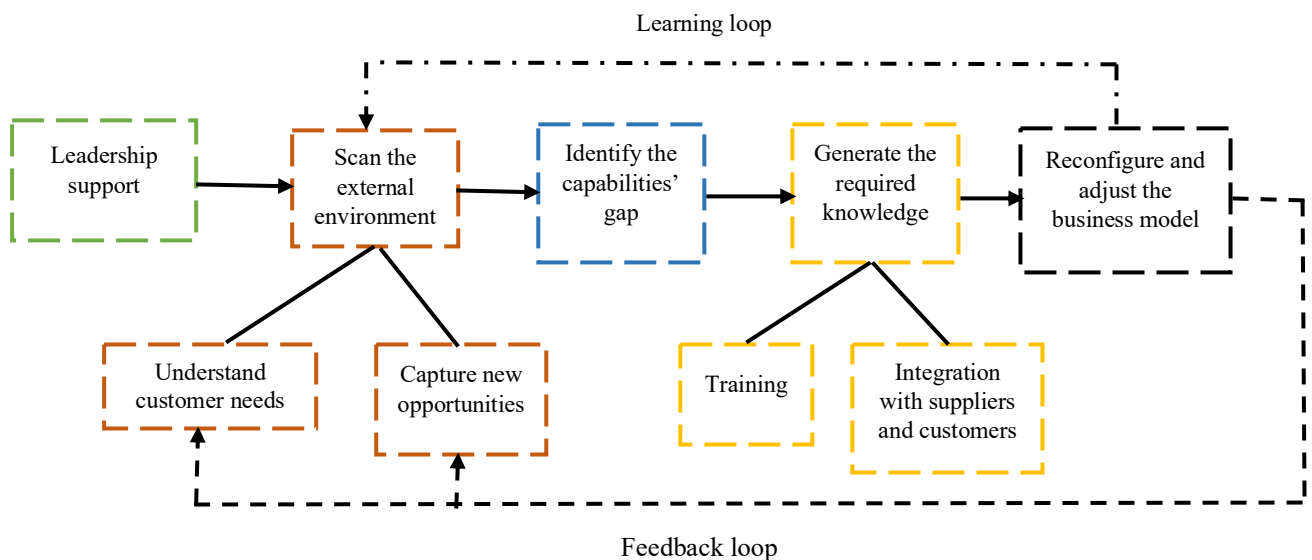 Learning loop
Leadership
support
Scan the
external
environment
Identify the
capabilities’
gap
Generate the
required
knowledge
Reconfigure and
adjust the
business model
Understand
customer needs
Capture new
opportunities
Training
Integration
with suppliers
and customers
Feedback loop